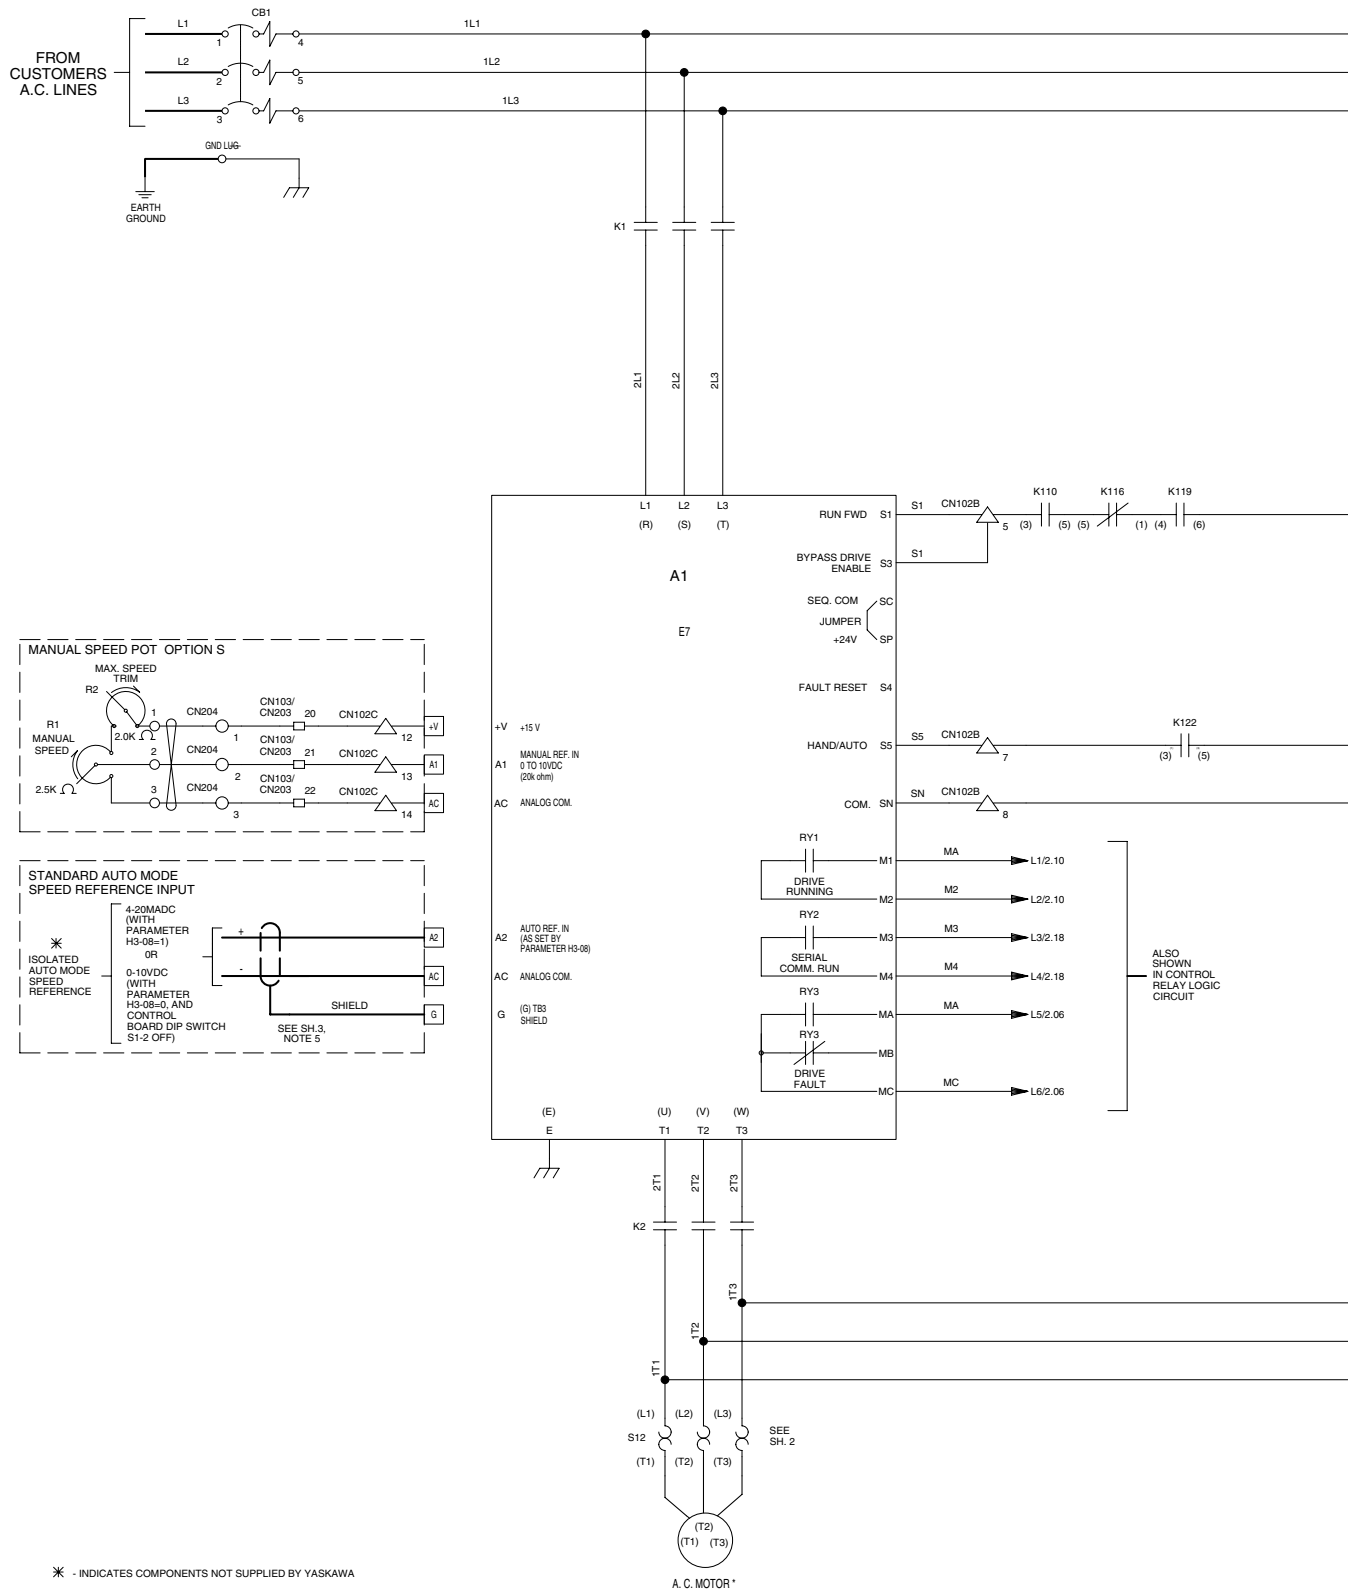 L1
CB1
1
4
1L1
FROM
CUSTOMERS
A.C. LINES
L2
2
5
1L2
L3
3
6
1L3
GND LUG
EARTH
GROUND
K1
2L1
2L2
2L3
L1
L2
L3
(R)
(S)
(T)
A1
E7
RUN FWD S1
S1
CN102B
5
K110
(3)
(5)
K116
(5)
(1)
K119
(4)
(6)
BYPASS DRIVE
ENABLE
S3
S1
SEQ. COM
SC
JUMPER
+24V
SP
FAULT RESET S4
HAND/AUTO S5
S5
CN102B
7
K122
(3)
(5)
COM. SN
SN
CN102B
8
MANUAL SPEED POT OPTION S
MAX. SPEED
TRIM
R2
R1
MANUAL
SPEED
2.5K Ω
2.0K Ω
1
CN204
1
CN103/
CN203
20
CN102C
12
+V
2
CN204
2
CN103/
CN203
21
CN102C
13
A1
3
CN204
3
CN103/
CN203
22
CN102C
14
AC
+V +15 V
A1
MANUAL REF. IN
0 TO 10VDC
(20k ohm)
AC ANALOG COM.
STANDARD AUTO MODE
SPEED REFERENCE INPUT
✳
ISOLATED
AUTO MODE
SPEED
REFERENCE
4-20MADC
(WITH
PARAMETER
H3-08=1)
OR
0-10VDC
(WITH
PARAMETER
H3-08=0, AND
CONTROL
BOARD DIP SWITCH
S1-2 OFF)
+
-
SHIELD
SEE SH.3,
NOTE 5
A2
AC
G
A2
AUTO REF. IN
(AS SET BY
PARAMETER H3-08)
AC ANALOG COM.
G
(G) TB3
SHIELD
RY1
DRIVE
RUNNING
M1
MA
L1/2.10
M2
M2
L2/2.10
RY2
SERIAL
COMM. RUN
M3
M3
L3/2.18
M4
M4
L4/2.18
RY3
MA
MA
L5/2.06
RY3
DRIVE
FAULT
MB
MC
MC
L6/2.06
ALSO
SHOWN
IN CONTROL
RELAY LOGIC
CIRCUIT
(E)
E
(U)
(V)
(W)
T1
T2
T3
2T1
2T2
2T3
K2
1T3
1T2
1T1
(L1)
(L2)
(L3)
S12
SEE
SH. 2
(T1)
(T2)
(T3)
(T2)
(T1) (T3)
A. C. MOTOR *
✳ - INDICATES COMPONENTS NOT SUPPLIED BY YASKAWA